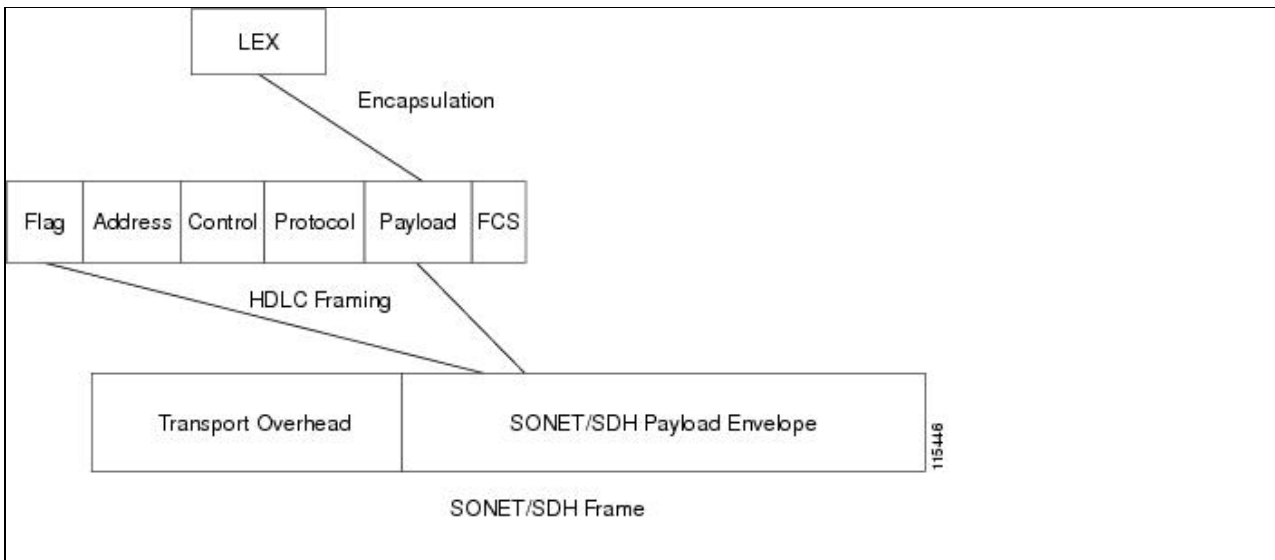 LEX
Encapsulation
Flag Address Control Protocol Payload FCS
HDLC Framing
Transport Overhead SONET/SDH Payload Envelope
115446
SONET/SDH Frame